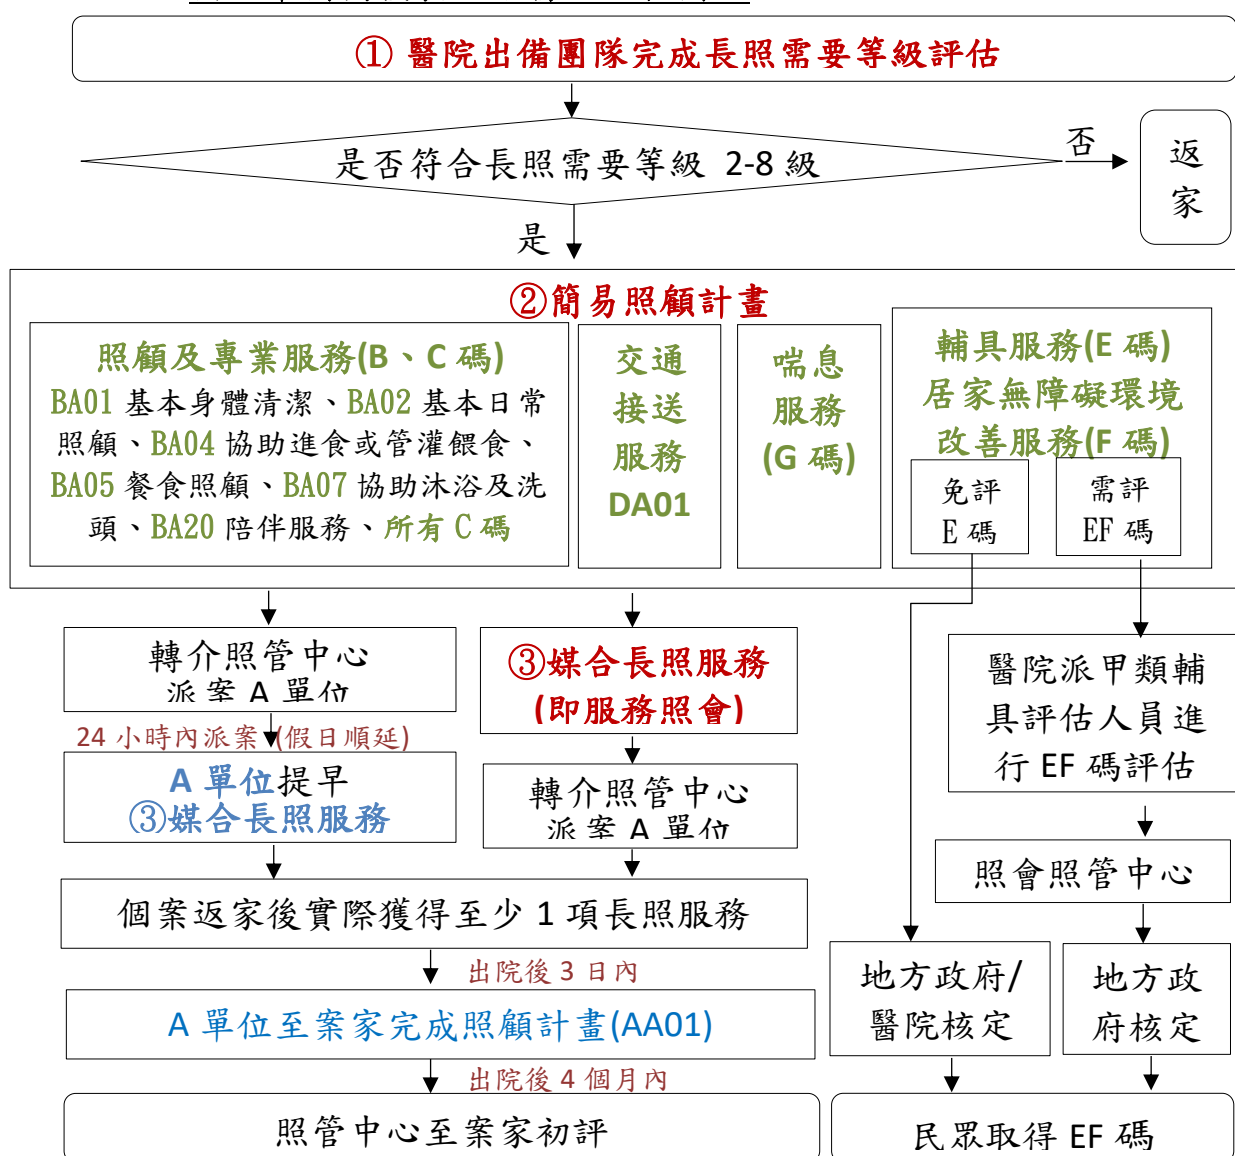 ① 醫院出備團隊完成長照需要等級評估
是否符合長照需要等級 2-8 級
否
返
家
是
②簡易照顧計畫
照顧及專業服務(B、C 碼)
BA01 基本身體清潔、BA02 基本日常
照顧、BA04 協助進食或管灌餵食、
BA05 餐食照顧、BA07 協助沐浴及洗
頭、BA20 陪伴服務、所有 C 碼
交通
接送
服務
DA01
喘息
服務
(G 碼)
輔具服務(E 碼)
居家無障礙環境
改善服務(F 碼)
免評
E 碼
需評
EF 碼
轉介照管中心
派案 A 單位
24 小時內派案 (假日順延)
A 單位提早
③媒合長照服務
③媒合長照服務
(即服務照會)
轉介照管中心
派案 A 單位
醫院派甲類輔
具評估人員進
行 EF 碼評估
照會照管中心
個案返家後實際獲得至少 1 項長照服務
出院後 3 日內
A 單位至案家完成照顧計畫(AA01)
出院後 4 個月內
照管中心至案家初評
地方政府/
醫院核定
地方政
府核定
民眾取得 EF 碼